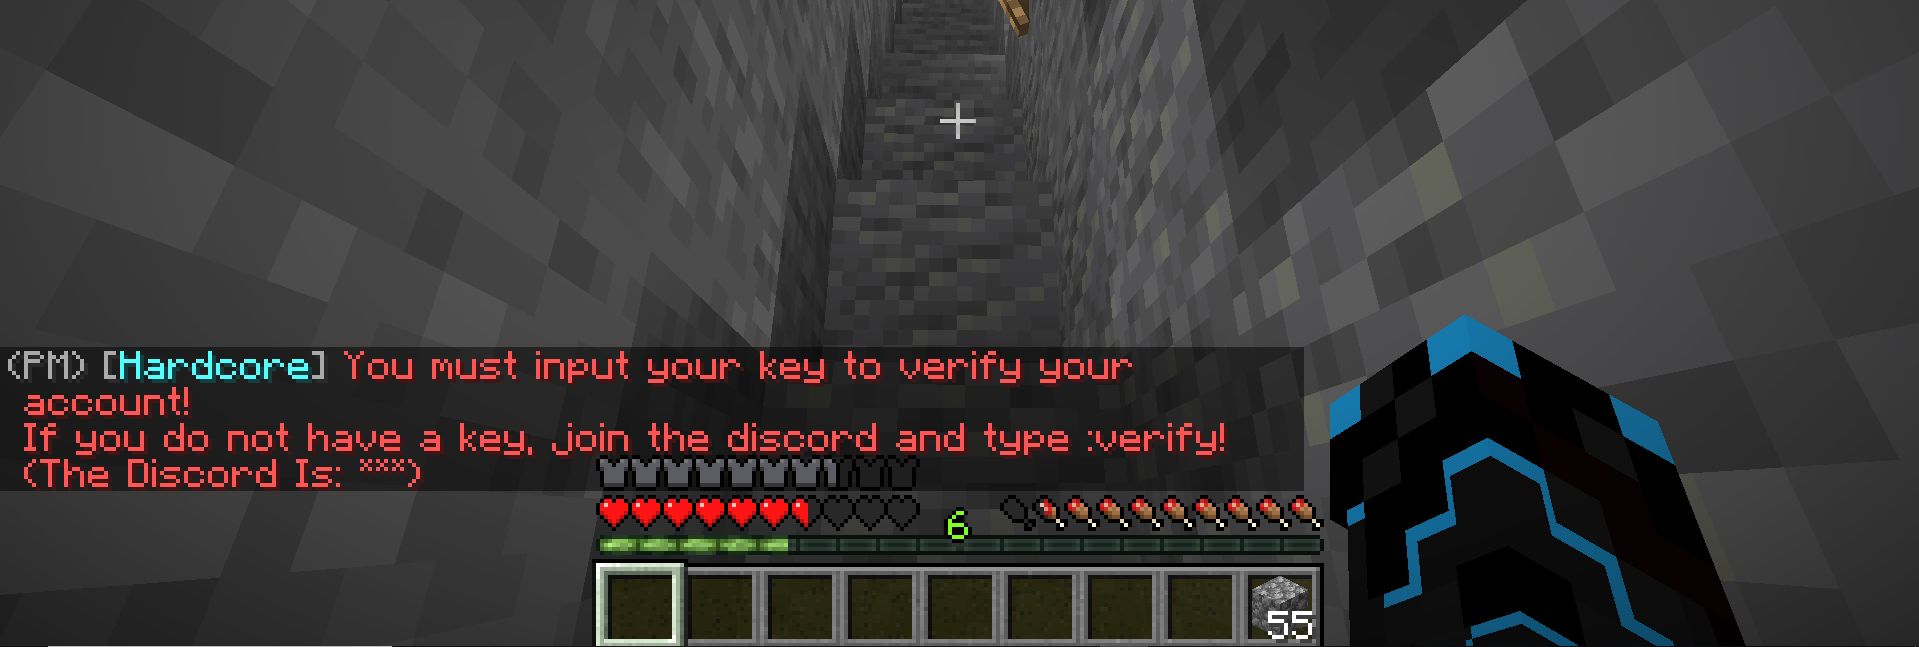 (PM) [Hardcore] You must input your key to verify your
account!
If you do not have a key, join the discord and type :verify!
(The Discord Is: ***)
6
55